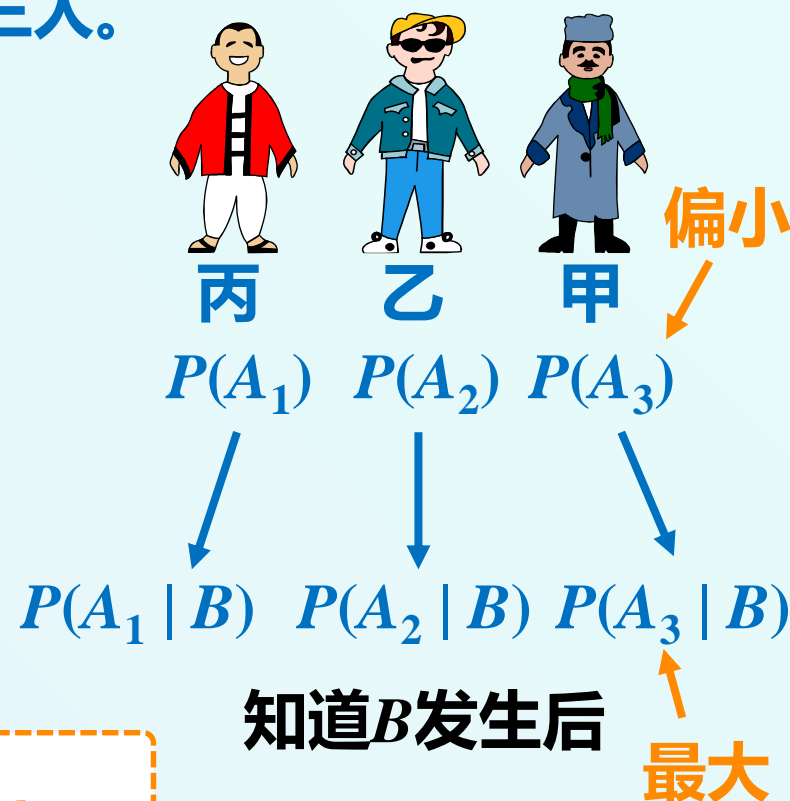 三人。
偏小
丙 乙 甲
P(A₁) P(A₂) P(A₃)
P(A₁ | B) P(A₂ | B) P(A₃ | B)
知道B发生后
最大